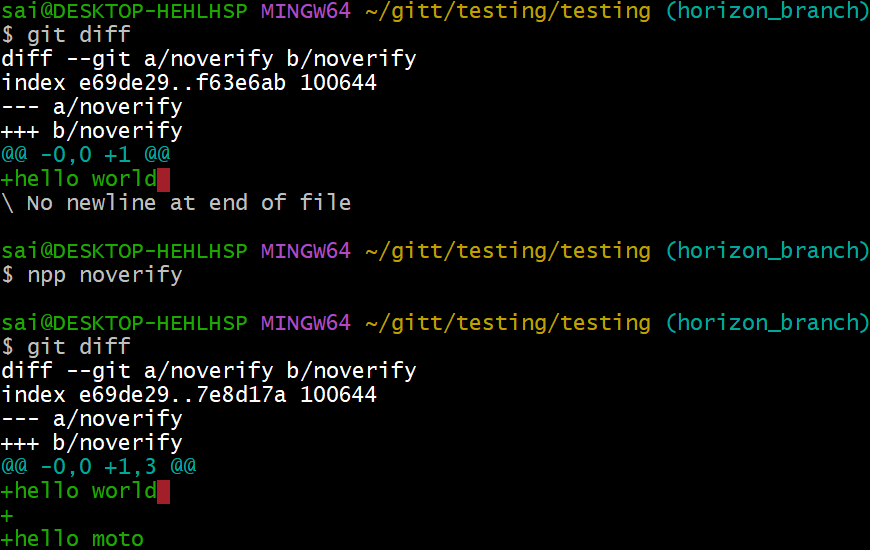 sai@DESKTOP-HEHLHSP MINGW64 ~/gitt/testing/testing (horizon_branch)
$ git diff
diff --git a/noverify b/noverify
index e69de29..f63e6ab 100644
--- a/noverify
+++ b/noverify
@@ -0,0 +1 @@
+hello world
\ No newline at end of file
sai@DESKTOP-HEHLHSP MINGW64 ~/gitt/testing/testing (horizon_branch)
$ npp noverify
sai@DESKTOP-HEHLHSP MINGW64 ~/gitt/testing/testing (horizon_branch)
$ git diff
diff --git a/noverify b/noverify
index e69de29..7e8d17a 100644
--- a/noverify
+++ b/noverify
@@ -0,0 +1,3 @@
+hello world
+
+hello moto